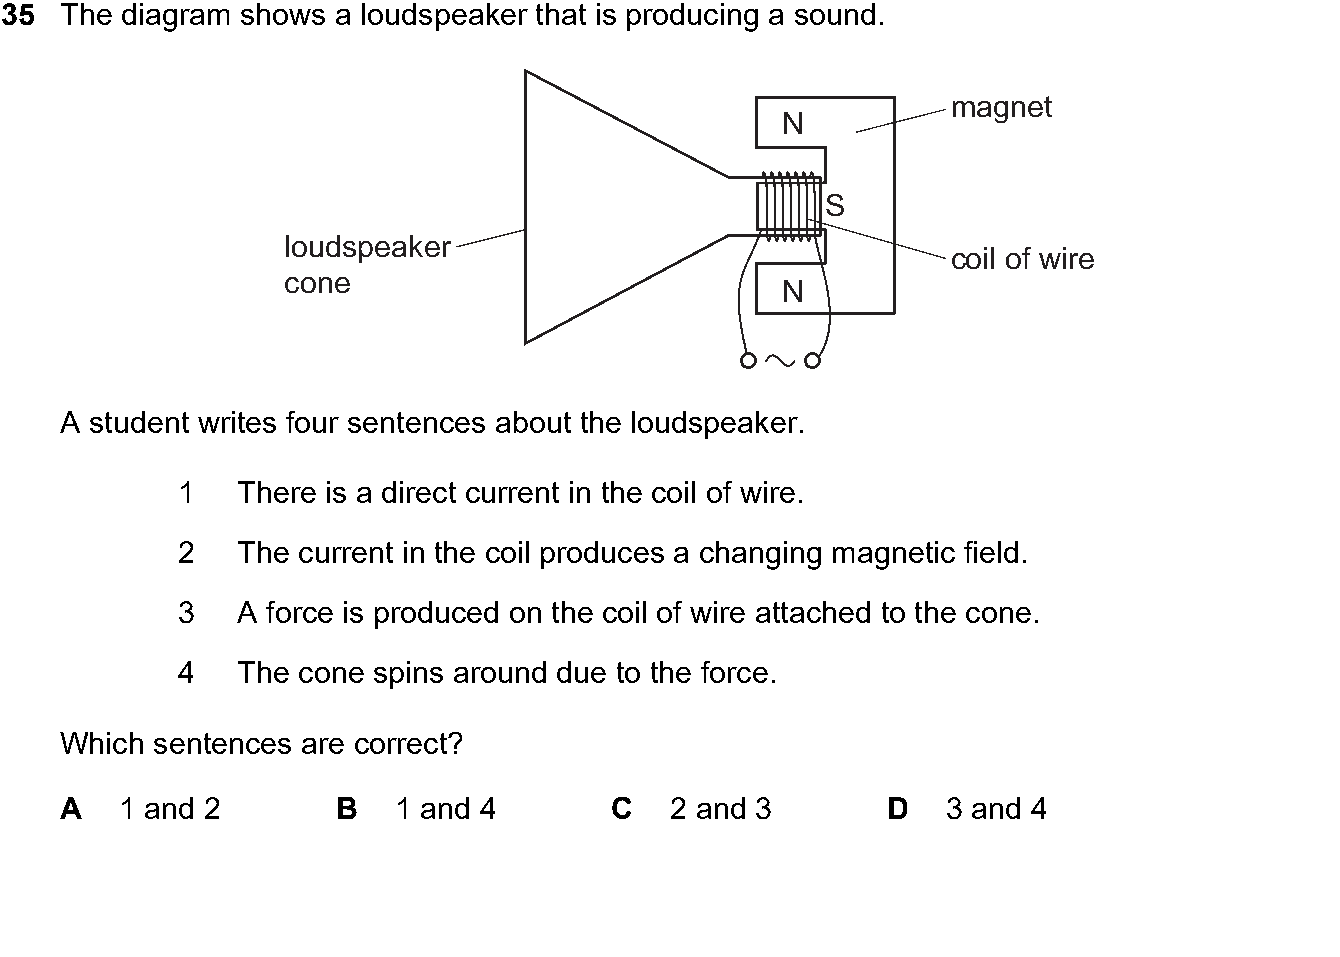 35 The diagram shows a loudspeaker that is producing a sound.
N
magnet
S
loudspeaker
cone
coil of wire
N
~
A student writes four sentences about the loudspeaker.
1 There is a direct current in the coil of wire.
2 The current in the coil produces a changing magnetic field.
3 A force is produced on the coil of wire attached to the cone.
4 The cone spins around due to the force.
Which sentences are correct?
A 1 and 2 B 1 and 4 C 2 and 3 D 3 and 4